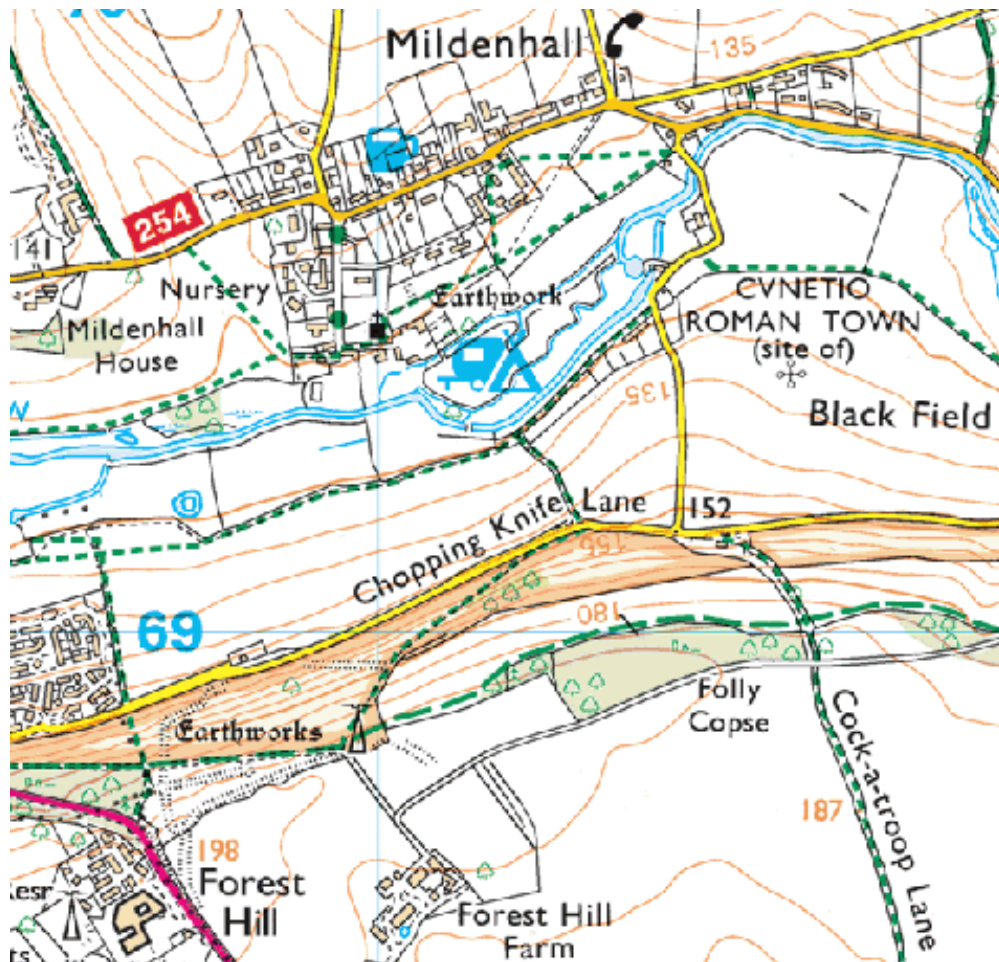 Mildenhall
135
254
141
Nursery
Earthwork
CVNETIO
ROMAN TOWN
(site of)
Mildenhall
House
135
Black Field
Chopping Knife Lane
152
155
180
69
Folly
Copse
Earthworks
Cock-a-troop Lane
187
198
Forest
Hill
Forest Hill
Farm